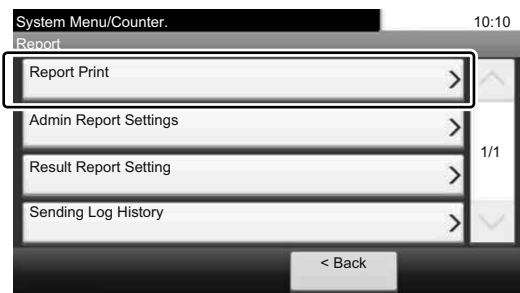 System Menu/Counter. 10:10
Report
Report Print
Admin Report Settings
1/1
Result Report Setting
Sending Log History
< Back